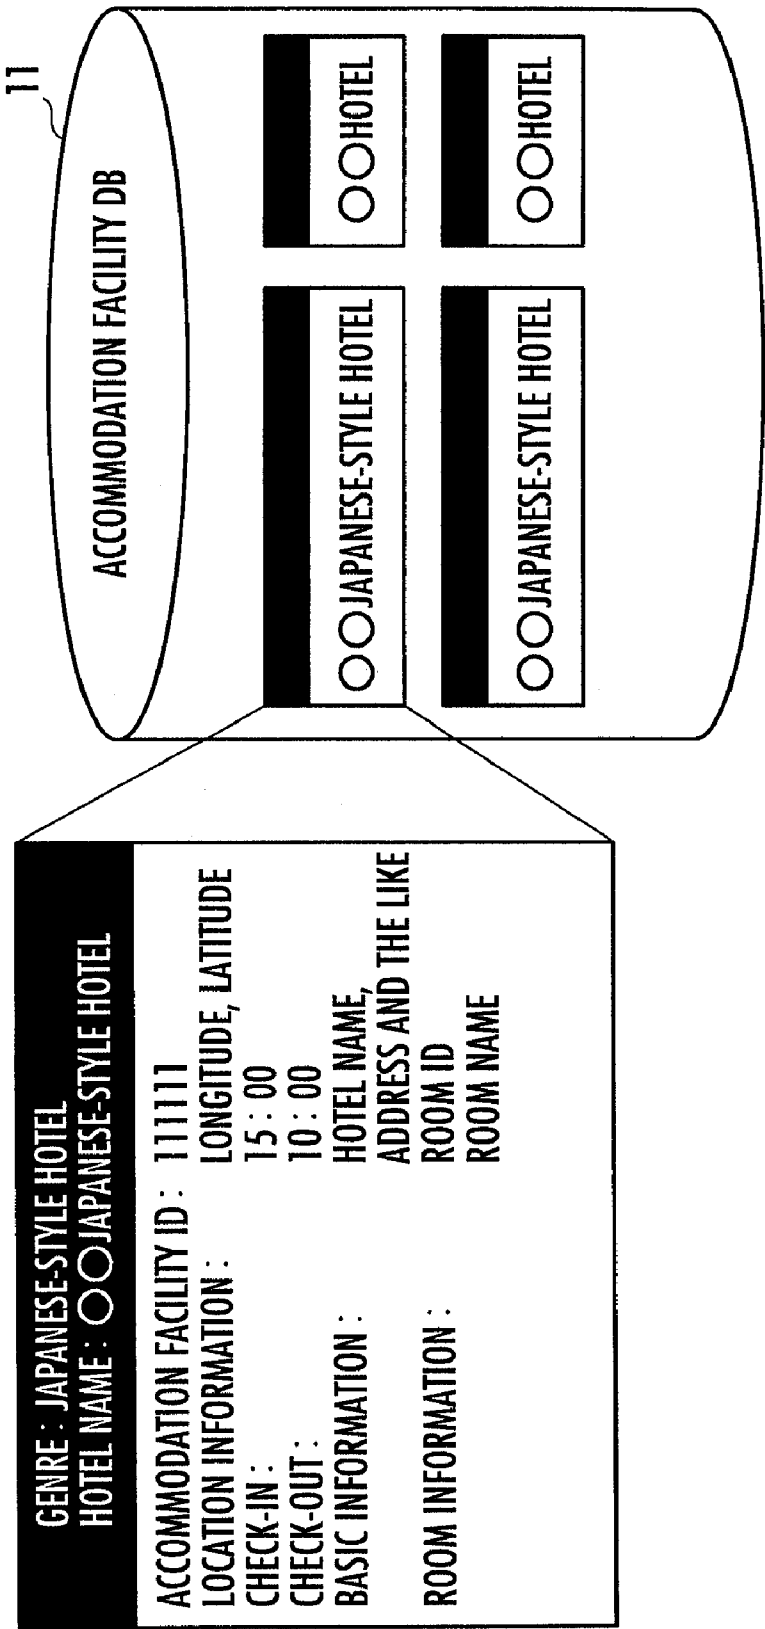 11
ACCOMMODATION FACILITY DB
○○JAPANESE-STYLE HOTEL
○○HOTEL
○○JAPANESE-STYLE HOTEL
○○HOTEL
GENRE : JAPANESE-STYLE HOTEL
HOTEL NAME : ○○JAPANESE-STYLE HOTEL
ACCOMMODATION FACILITY ID : 111111
LOCATION INFORMATION : LONGITUDE, LATITUDE
CHECK-IN : 15 : 00
CHECK-OUT : 10 : 00
BASIC INFORMATION : HOTEL NAME,
ADDRESS AND THE LIKE
ROOM INFORMATION : ROOM ID
ROOM NAME